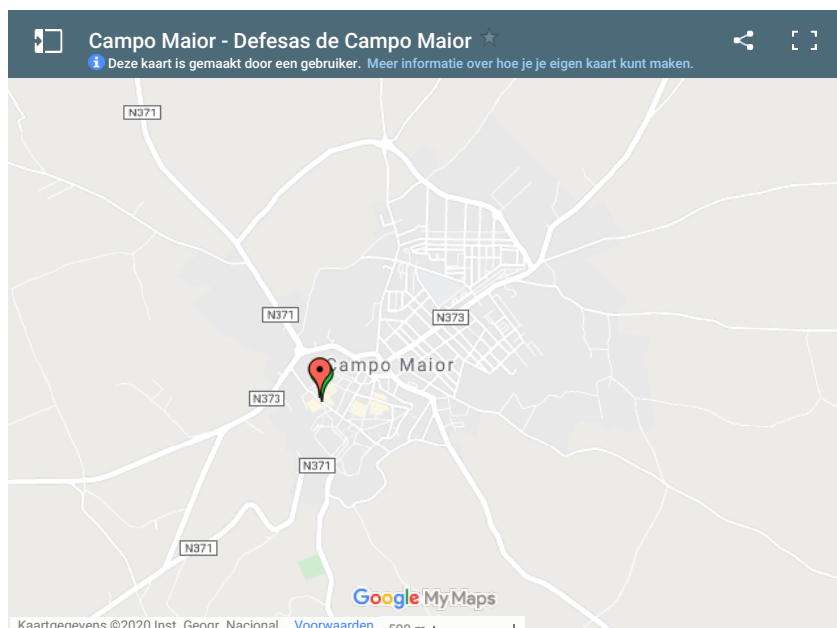 Campo Maior - Defesas de Campo Maior
Deze kaart is gemaakt door een gebruiker. Meer informatie over hoe je je eigen kaart kunt maken.
N371
N371
N373
Campo Maior
N373
N371
N371
Google My Maps
Kaartgegevens ©2020 Inst. Geogr. Nacional Voorwaarden 500 m